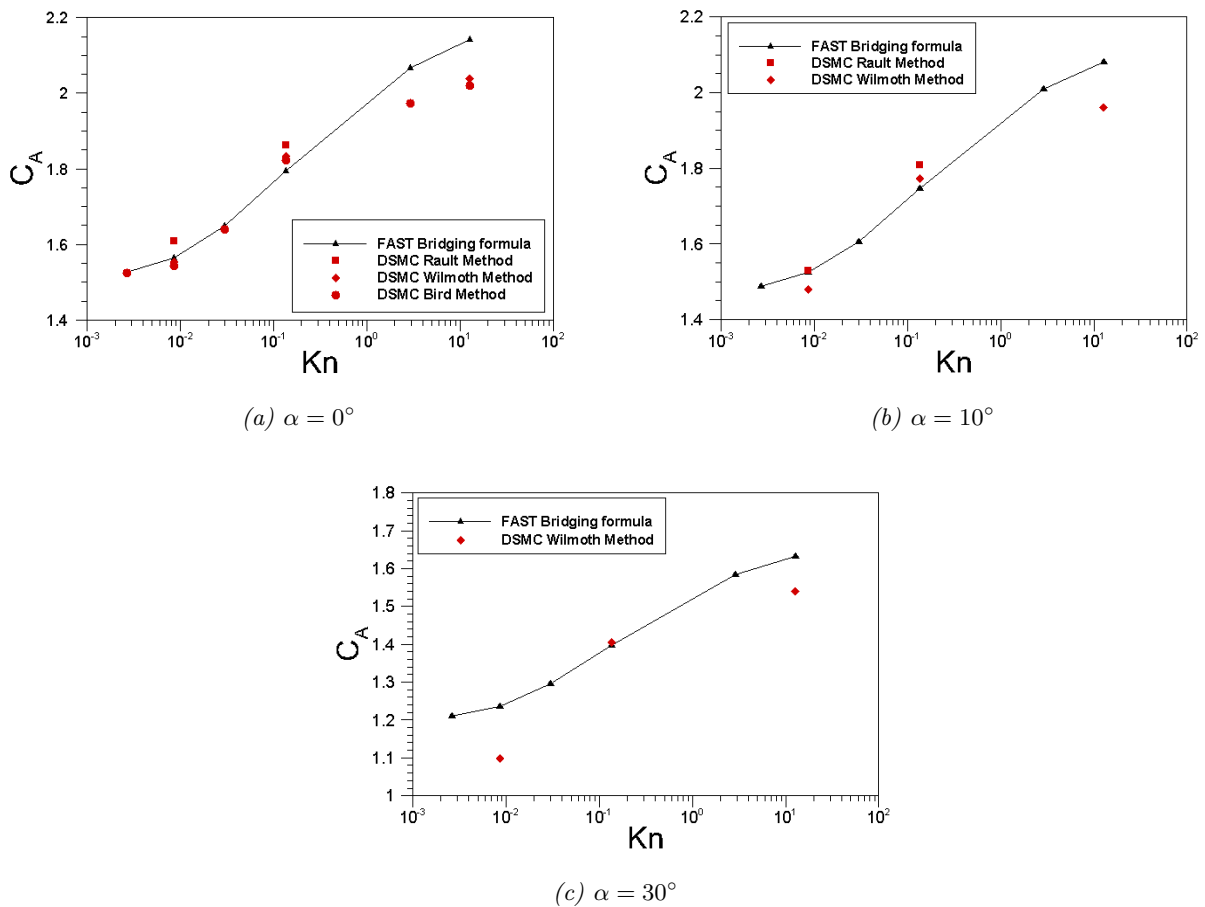 2.2
2
1.8
1.6
1.4
C_A
FAST Bridging formula
DSMC Rault Method
DSMC Wilmoth Method
DSMC Bird Method
10^-3 10^-2 10^-1 10^0 10^1 10^2
Kn
(a) α = 0°
2.2
2
1.8
1.6
1.4
C_A
FAST Bridging formula
DSMC Rault Method
DSMC Wilmoth Method
10^-3 10^-2 10^-1 10^0 10^1 10^2
Kn
(b) α = 10°
1.8
1.7
1.6
1.5
1.4
1.3
1.2
1.1
1
C_A
FAST Bridging formula
DSMC Wilmoth Method
10^-3 10^-2 10^-1 10^0 10^1 10^2
Kn
(c) α = 30°